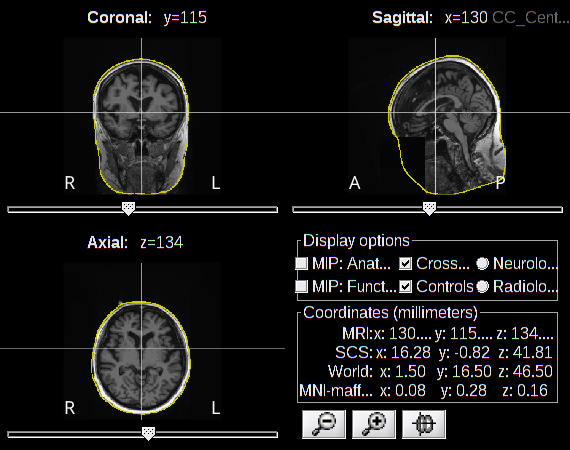 Coronal: y=115
Sagittal: x=130 CC_Cent...
R L
A P
Axial: z=134
R L
Display options
MIP: Anat... Cross... Neurolo...
MIP: Funct... Controls Radiolo...
Coordinates (millimeters)
MRI:x: 130.... y: 115.... z: 134....
SCS: x: 16.28 y: -0.82 z: 41.81
World: x: 1.50 y: 16.50 z: 46.50
MNI-maff... x: 0.08 y: 0.28 z: 0.16